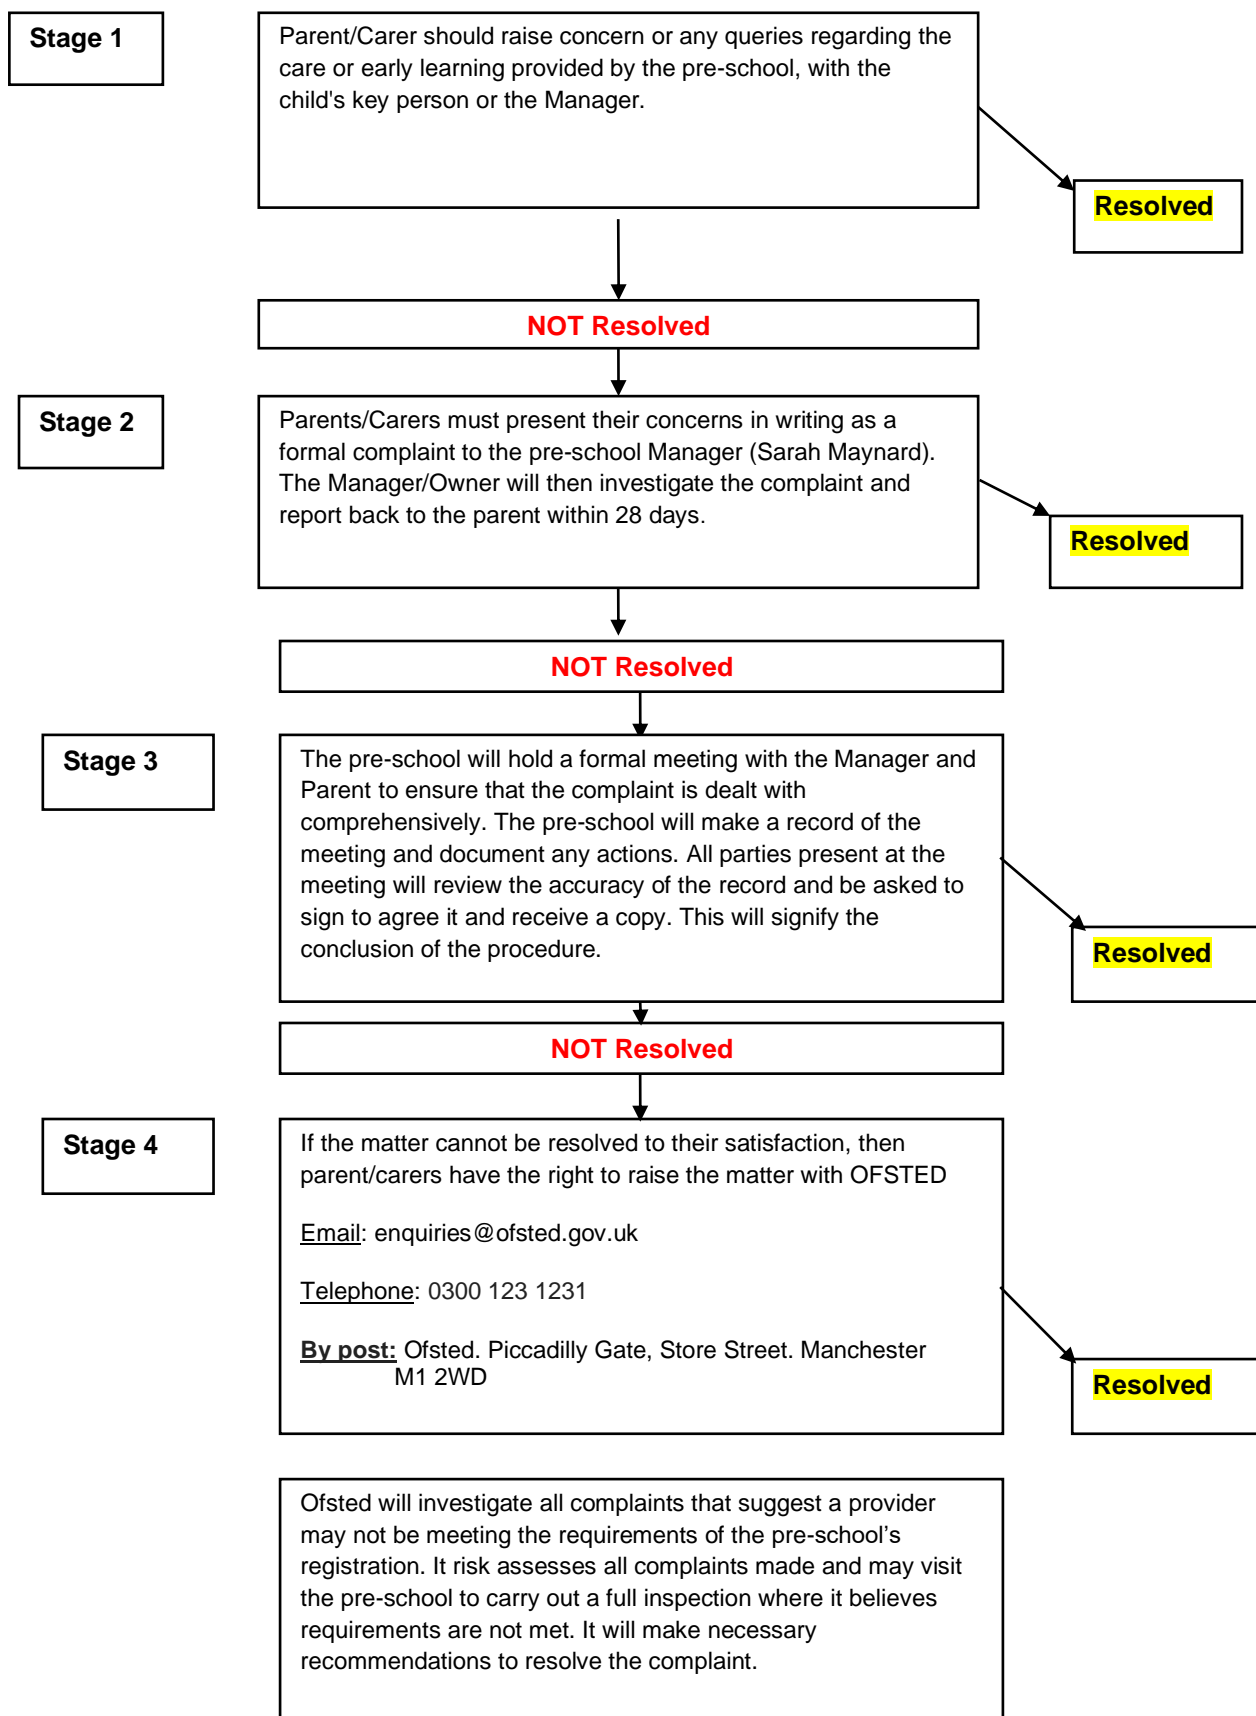 Stage 1
Parent/Carer should raise concern or any queries regarding the
care or early learning provided by the pre-school, with the
child's key person or the Manager.
Resolved
NOT Resolved
Stage 2
Parents/Carers must present their concerns in writing as a
formal complaint to the pre-school Manager (Sarah Maynard).
The Manager/Owner will then investigate the complaint and
report back to the parent within 28 days.
Resolved
NOT Resolved
Stage 3
The pre-school will hold a formal meeting with the Manager and
Parent to ensure that the complaint is dealt with
comprehensively. The pre-school will make a record of the
meeting and document any actions. All parties present at the
meeting will review the accuracy of the record and be asked to
sign to agree it and receive a copy. This will signify the
conclusion of the procedure.
Resolved
NOT Resolved
Stage 4
If the matter cannot be resolved to their satisfaction, then
parent/carers have the right to raise the matter with OFSTED
Email: enquiries@ofsted.gov.uk
Telephone: 0300 123 1231
By post: Ofsted. Piccadilly Gate, Store Street. Manchester
M1 2WD
Resolved
Ofsted will investigate all complaints that suggest a provider
may not be meeting the requirements of the pre-school’s
registration. It risk assesses all complaints made and may visit
the pre-school to carry out a full inspection where it believes
requirements are not met. It will make necessary
recommendations to resolve the complaint.